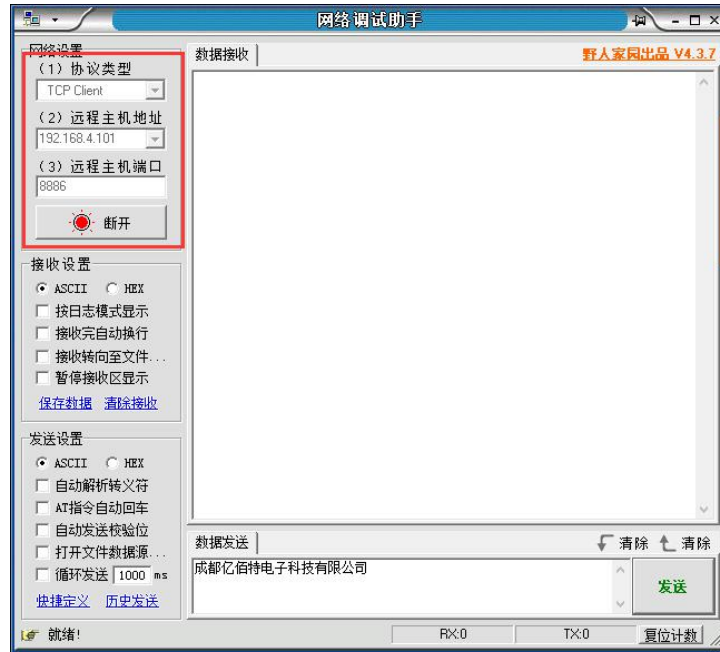 网络调试助手
网络设置
(1) 协议类型
TCP Client
(2) 远程主机地址
192.168.4.101
(3) 远程主机端口
8886
断开
接收设置
ASCII HEX
按日志模式显示
接收完自动换行
接收转向至文件...
暂停接收区显示
保存数据 清除接收
发送设置
ASCII HEX
自动解析转义符
AT指令自动回车
自动发送校验位
打开文件数据源...
循环发送 1000 ms
快捷定义 历史发送
数据接收
野人家园出品 V4.3.7
数据发送
清除 清除
成都亿佰特电子科技有限公司
发送
就绪!
RX:0
TX:0
复位计数